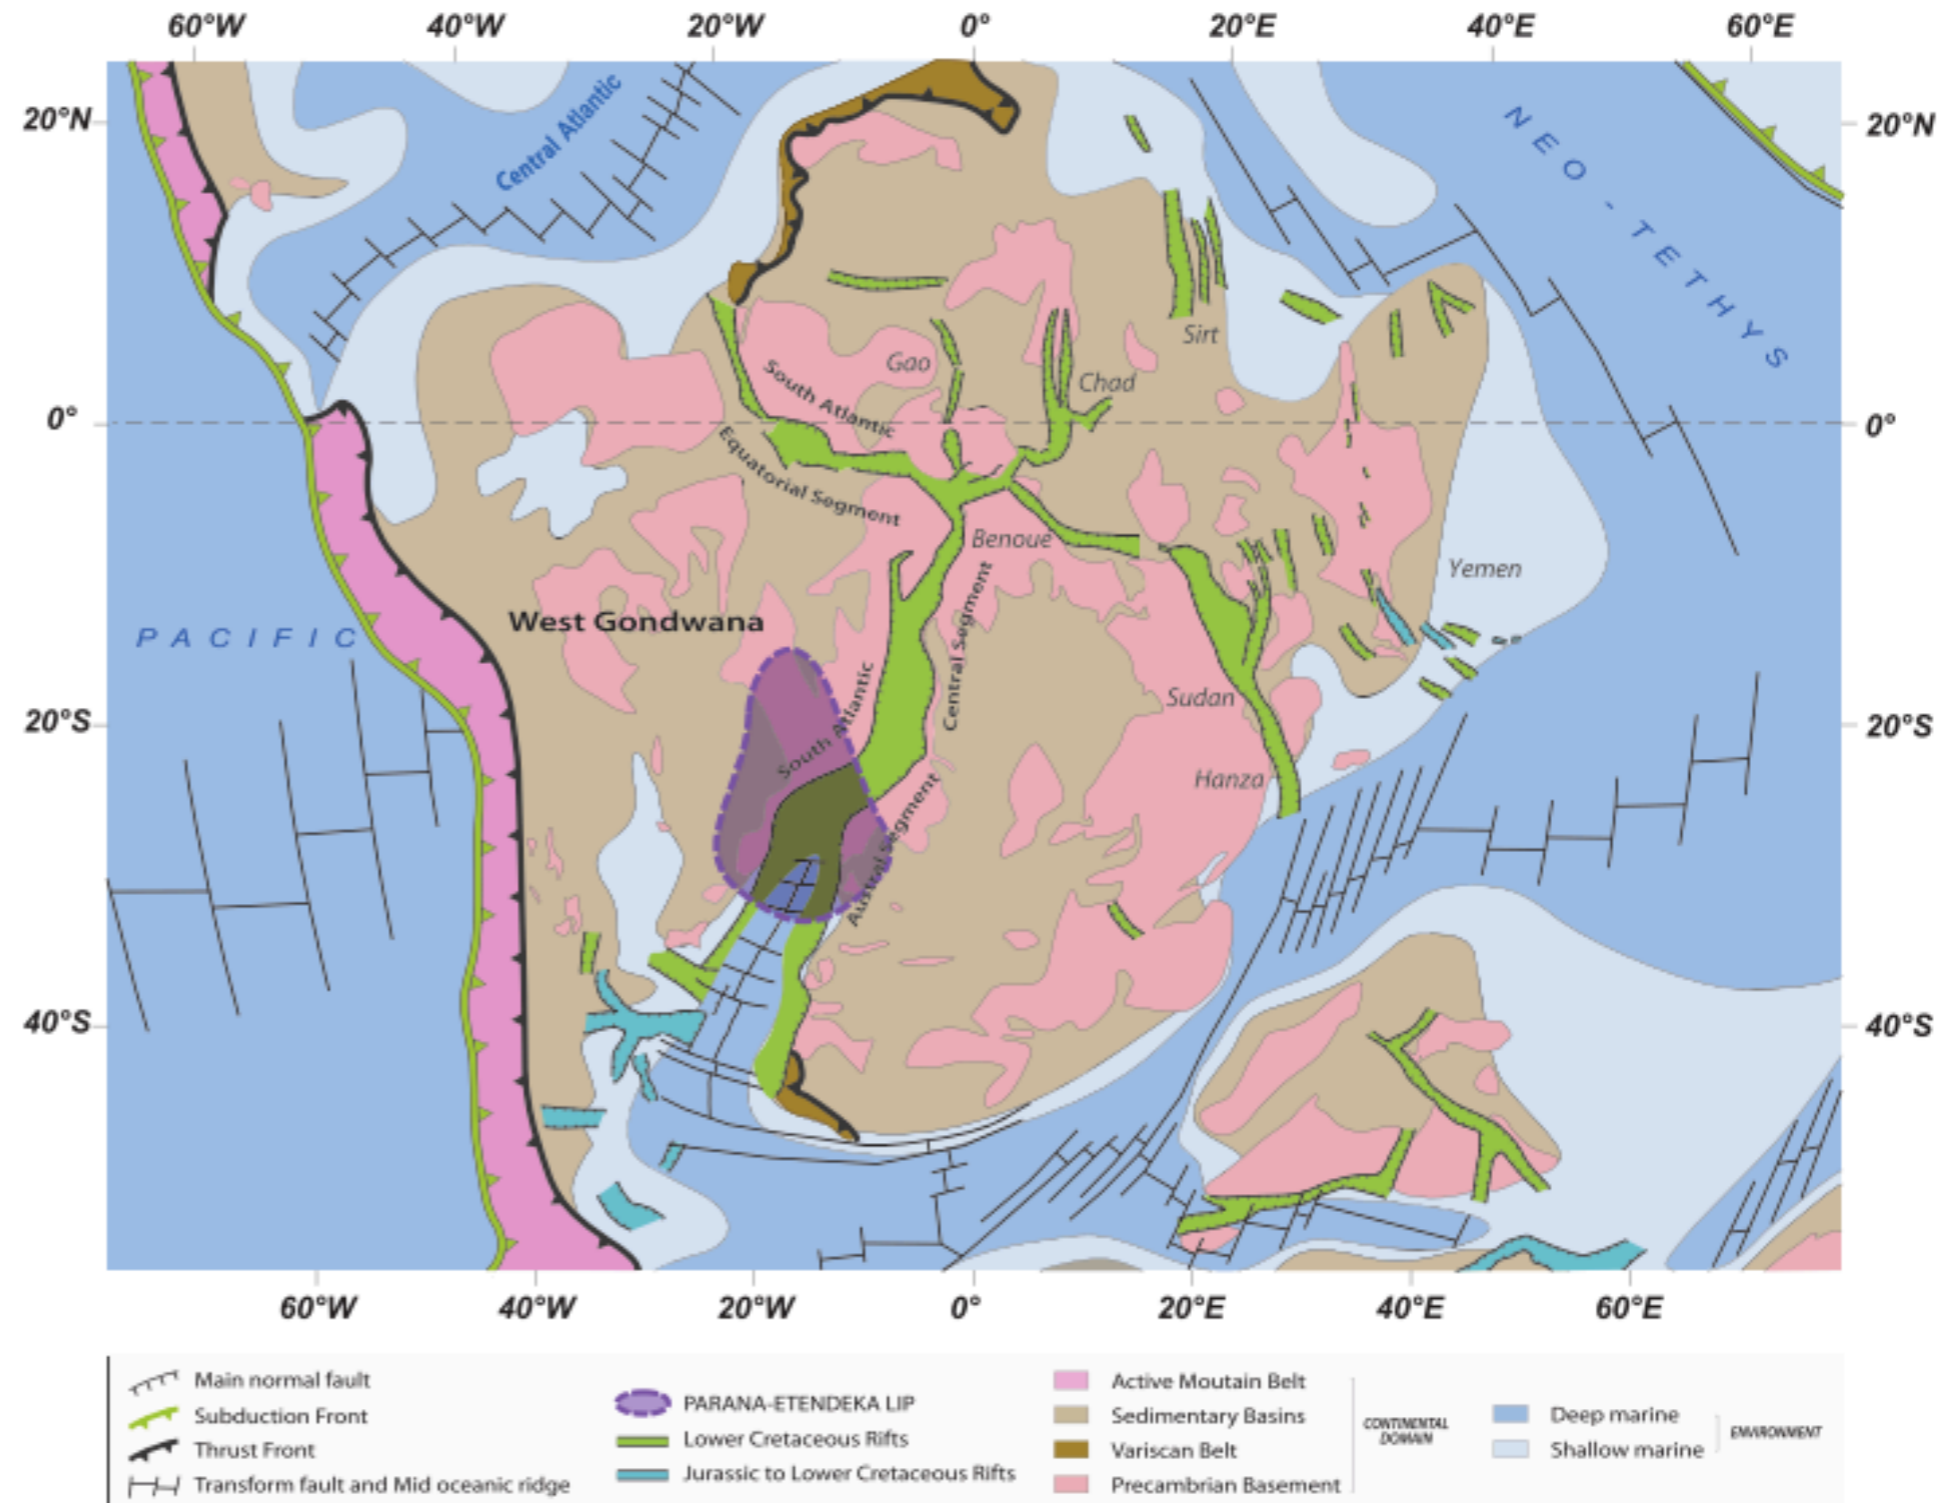 60°W 40°W 20°W 0° 20°E 40°E 60°E
20°N 20°N
Central Atlantic
NEO-TETHYS
Sirt
Gao
Chad
South Atlantic
0° 0°
Equatorial Segment
Benoue
Yemen
West Gondwana
PACIFIC
Central Segment
South Atlantic
Sudan
20°S 20°S
Hanza
Austral Segment
40°S 40°S
60°W 40°W 20°W 0° 20°E 40°E 60°E
Main normal fault
Subduction Front
Thrust Front
Transform fault and Mid oceanic ridge
PARANA-ETENDEKA LIP
Lower Cretaceous Rifts
Jurassic to Lower Cretaceous Rifts
Active Moutain Belt
Sedimentary Basins
Variscan Belt
Precambrian Basement
CONTINENTAL
DOMAIN
Deep marine
Shallow marine
ENVIRONMENT